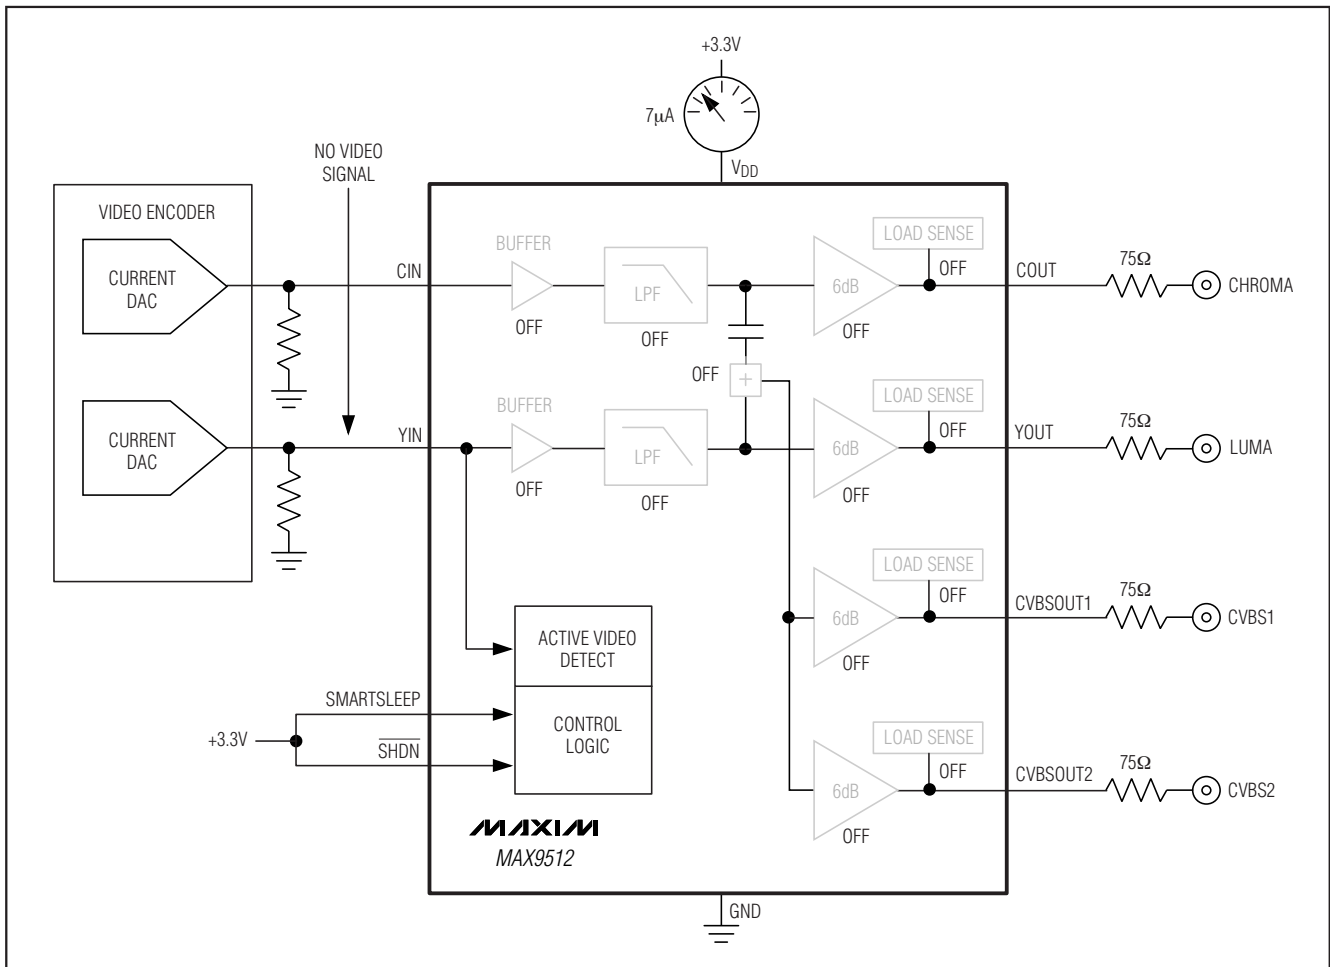 +3.3V
7μA
VDD
NO VIDEO
SIGNAL
VIDEO ENCODER
CURRENT
DAC
CURRENT
DAC
CIN
YIN
BUFFER
OFF
LPF
OFF
6dB
OFF
LOAD SENSE
OFF
COUT
75Ω
CHROMA
OFF
+
BUFFER
OFF
LPF
OFF
6dB
OFF
LOAD SENSE
OFF
YOUT
75Ω
LUMA
6dB
OFF
LOAD SENSE
OFF
CVBSOUT1
75Ω
CVBS1
ACTIVE VIDEO
DETECT
CONTROL
LOGIC
SMARTSLEEP
+3.3V
SHDN
6dB
OFF
LOAD SENSE
OFF
CVBSOUT2
75Ω
CVBS2
MAXIM
MAX9512
GND